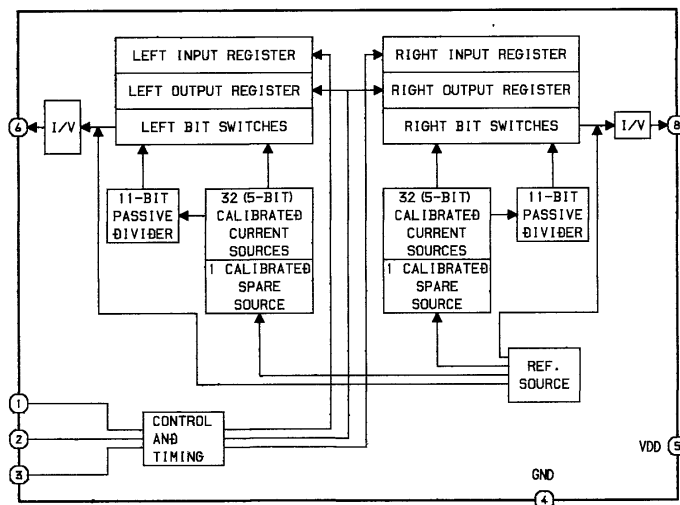 LEFT INPUT REGISTER
LEFT OUTPUT REGISTER
LEFT BIT SWITCHES
RIGHT INPUT REGISTER
RIGHT OUTPUT REGISTER
RIGHT BIT SWITCHES
6
I/V
I/V
8
11-BIT
PASSIVE
DIVIDER
32 (5-BIT)
CALIBRATED
CURRENT
SOURCES
1 CALIBRATED
SPARE
SOURCE
32 (5-BIT)
CALIBRATED
CURRENT
SOURCES
1 CALIBRATED
SPARE
SOURCE
11-BIT
PASSIVE
DIVIDER
REF.
SOURCE
1
2
3
CONTROL
AND
TIMING
VDD
5
GND
4